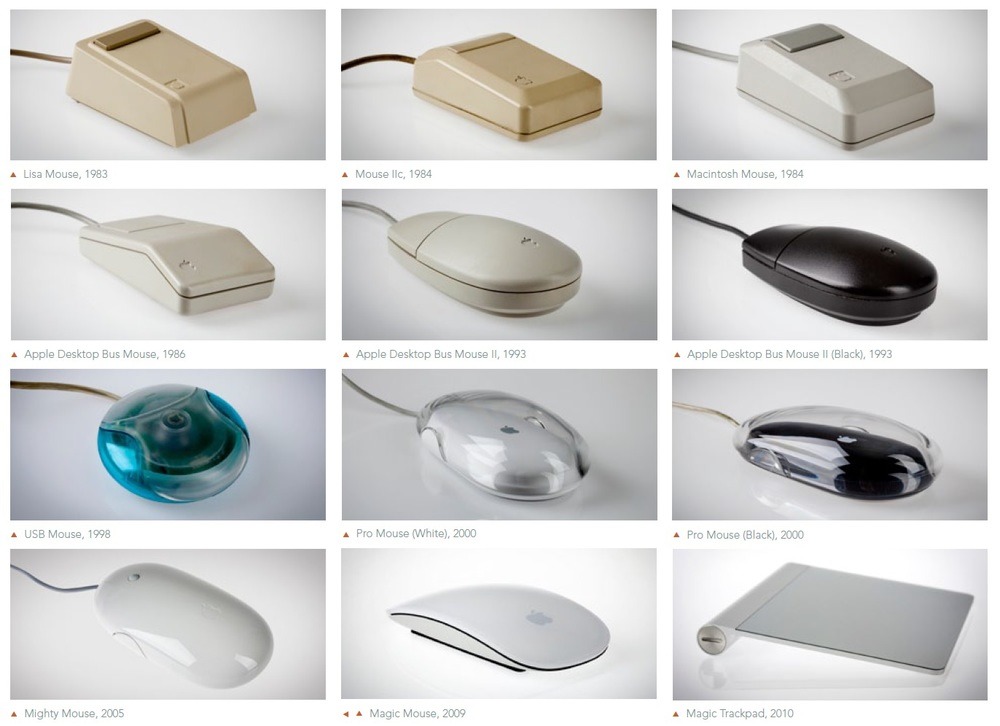 Lisa Mouse, 1983
Mouse IIc, 1984
Macintosh Mouse, 1984
Apple Desktop Bus Mouse, 1986
Apple Desktop Bus Mouse II, 1993
Apple Desktop Bus Mouse II (Black), 1993
USB Mouse, 1998
Pro Mouse (White), 2000
Pro Mouse (Black), 2000
Mighty Mouse, 2005
Magic Mouse, 2009
Magic Trackpad, 2010